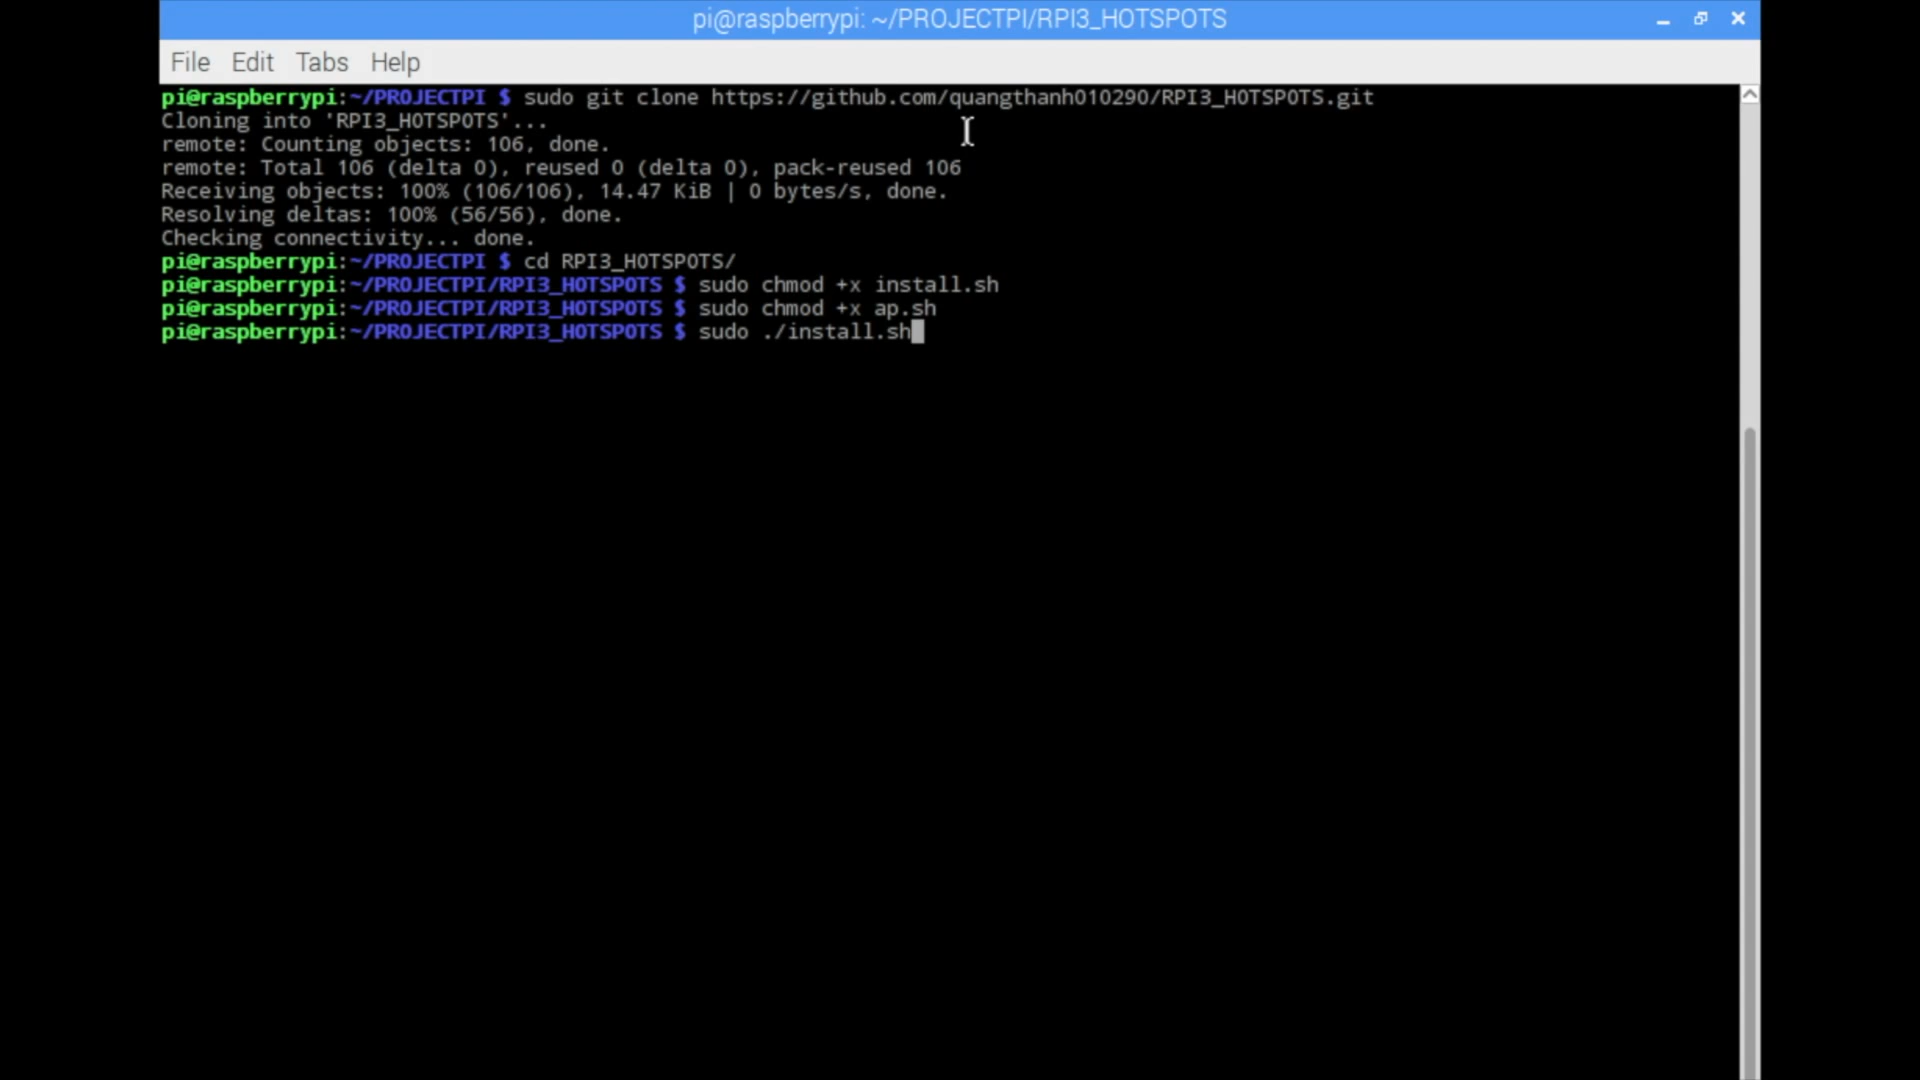 pi@raspberrypi: ~/PROJECTPI/RPI3_HOTSPOTS
File Edit Tabs Help
pi@raspberrypi:~/PROJECTPI $ sudo git clone https://github.com/quangthanh010290/RPI3_HOTSPOTS.git
Cloning into 'RPI3_HOTSPOTS'...
remote: Counting objects: 106, done.
remote: Total 106 (delta 0), reused 0 (delta 0), pack-reused 106
Receiving objects: 100% (106/106), 14.47 KiB | 0 bytes/s, done.
Resolving deltas: 100% (56/56), done.
Checking connectivity... done.
pi@raspberrypi:~/PROJECTPI $ cd RPI3_HOTSPOTS/
pi@raspberrypi:~/PROJECTPI/RPI3_HOTSPOTS $ sudo chmod +x install.sh
pi@raspberrypi:~/PROJECTPI/RPI3_HOTSPOTS $ sudo chmod +x ap.sh
pi@raspberrypi:~/PROJECTPI/RPI3_HOTSPOTS $ sudo ./install.sh